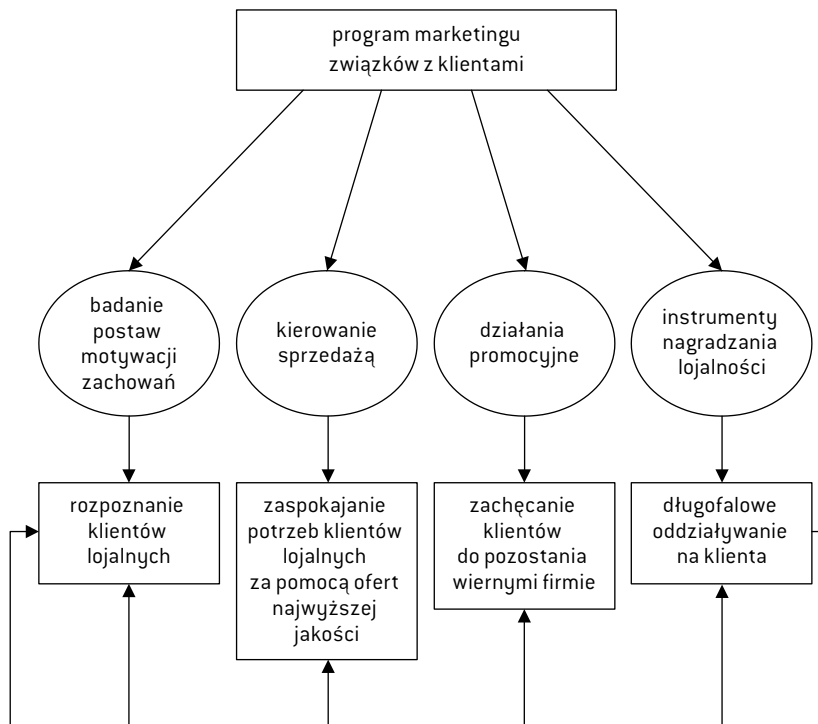 program marketingu
związków z klientami
badanie
postaw
motywacji
zachowań
kierowanie
sprzedażą
działania
promocyjne
instrumenty
nagradzania
lojalności
rozpoznanie
klientów
lojalnych
zaspokajanie
potrzeb klientów
lojalnych
za pomocą ofert
najwyższej
jakości
zachęcanie
klientów
do pozostania
wiernymi firmie
długofalowe
oddziaływanie
na klienta